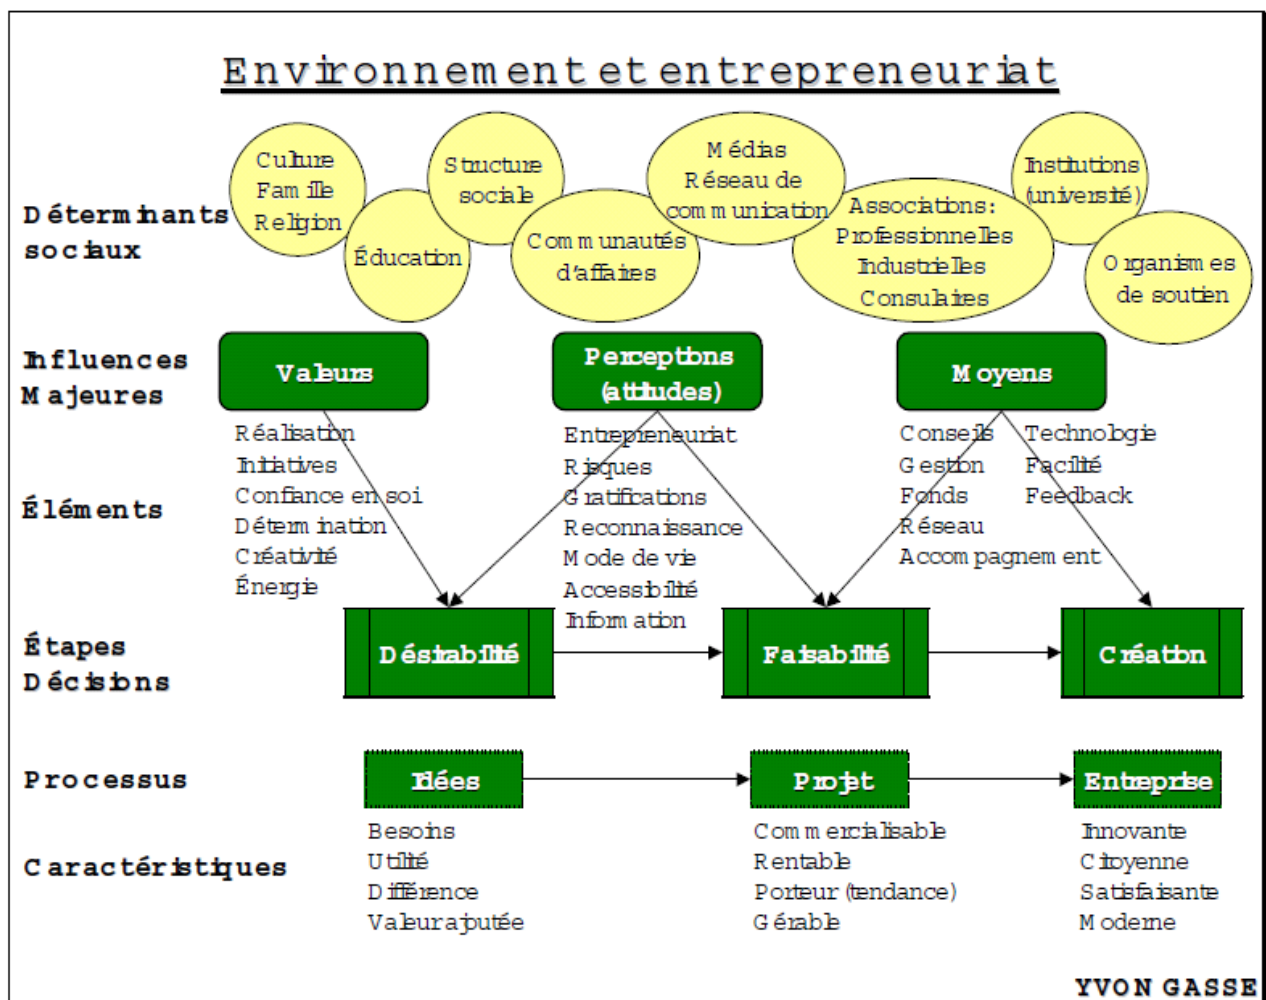 Environnement et entrepreneuriat
Déterminants
sociaux
Culture
Famille
Religion
Éducation
Structure
sociale
Communautés
d'affaires
Médias
Réseau de
communication
Associations:
Professionnelles
Industrielles
Consulaires
Institutions
(université)
Organismes
de soutien
Influences
Majeures
Valeurs
Perceptions
(attitudes)
Moyens
Éléments
Réalisation
Initiatives
Confiance en soi
Détermination
Créativité
Énergie
Entrepreneuriat
Risques
Gratifications
Reconnaissance
Mode de vie
Accessibilité
Information
Conseils
Gestion
Fonds
Réseau
Accompagnement
Technologie
Facilité
Feedback
Étapes
Décisions
Désirabilité
Faisabilité
Création
Processus
Idées
Projet
Entreprise
Caractéristiques
Besoins
Utilité
Différence
Valeur ajoutée
Commercialisable
Rentable
Porteur (tendance)
Gérable
Innovante
Citoyenne
Satisfaisante
Moderne
YVON GASSE